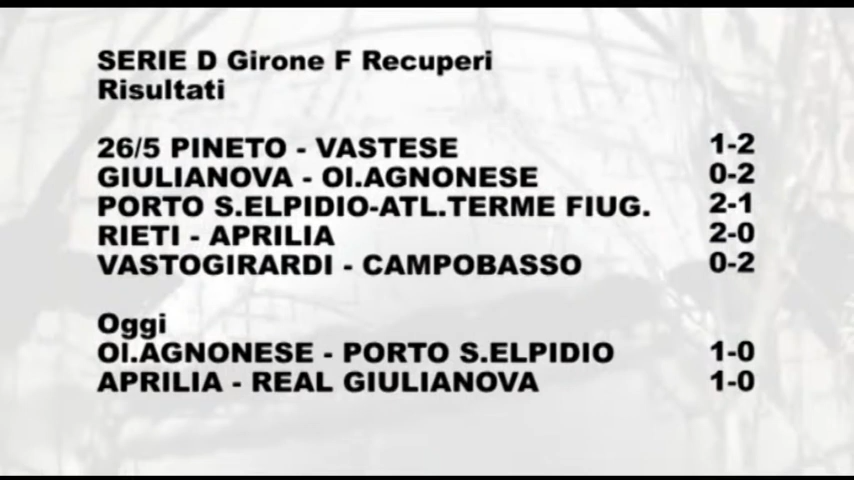 SERIE D Girone F Recuperi
Risultati
26/5 PINETO - VASTESE 1-2
GIULIANOVA - Ol.AGNONESE 0-2
PORTO S.ELPIDIO-ATL.TERME FIUG. 2-1
RIETI - APRILIA 2-0
VASTOGIRARDI - CAMPOBASSO 0-2
Oggi
Ol.AGNONESE - PORTO S.ELPIDIO 1-0
APRILIA - REAL GIULIANOVA 1-0